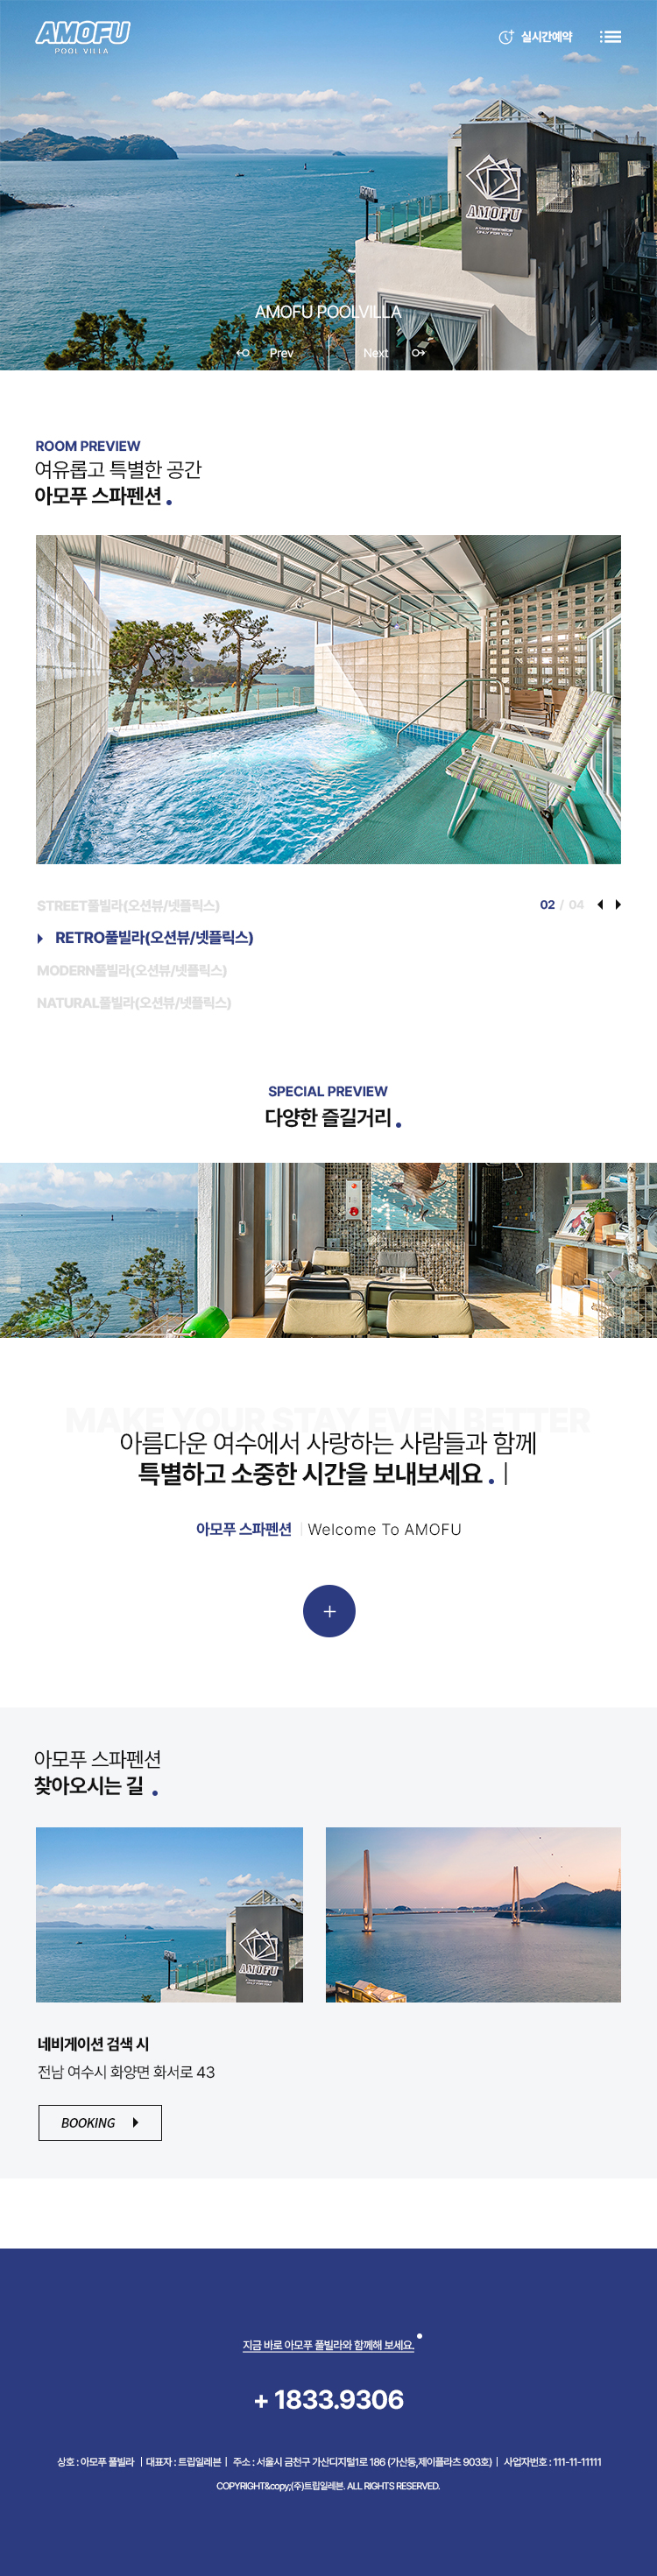 AMOFU
POOL VILLA
실시간예약
AMOFU
AMOFU POOLVILLA
Prev
Next
ROOM PREVIEW
여유롭고 특별한 공간
아모푸 스파펜션 .
STREET풀빌라(오션뷰/넷플릭스)
02 / 04
RETRO풀빌라(오션뷰/넷플릭스)
MODERN풀빌라(오션뷰/넷플릭스)
NATURAL풀빌라(오션뷰/넷플릭스)
SPECIAL PREVIEW
다양한 즐길거리 .
MAKE YOUR STAY EVEN BETTER
아름다운 여수에서 사랑하는 사람들과 함께
특별하고 소중한 시간을 보내보세요 . |
아모푸 스파펜션 | Welcome To AMOFU
+
아모푸 스파펜션
찾아오시는 길 .
AMOFU
네비게이션 검색 시
전남 여수시 화양면 화서로 43
BOOKING
지금 바로 아모푸 풀빌라와 함께해 보세요.
+ 1833.9306
상호 : 아모푸 풀빌라 | 대표자 : 트립일레븐 | 주소 : 서울시 금천구 가산디지털1로 186 (가산동,제이플라츠 903호) | 사업자번호 : 111-11-11111
COPYRIGHT&copy;(주)트립일레븐. ALL RIGHTS RESERVED.